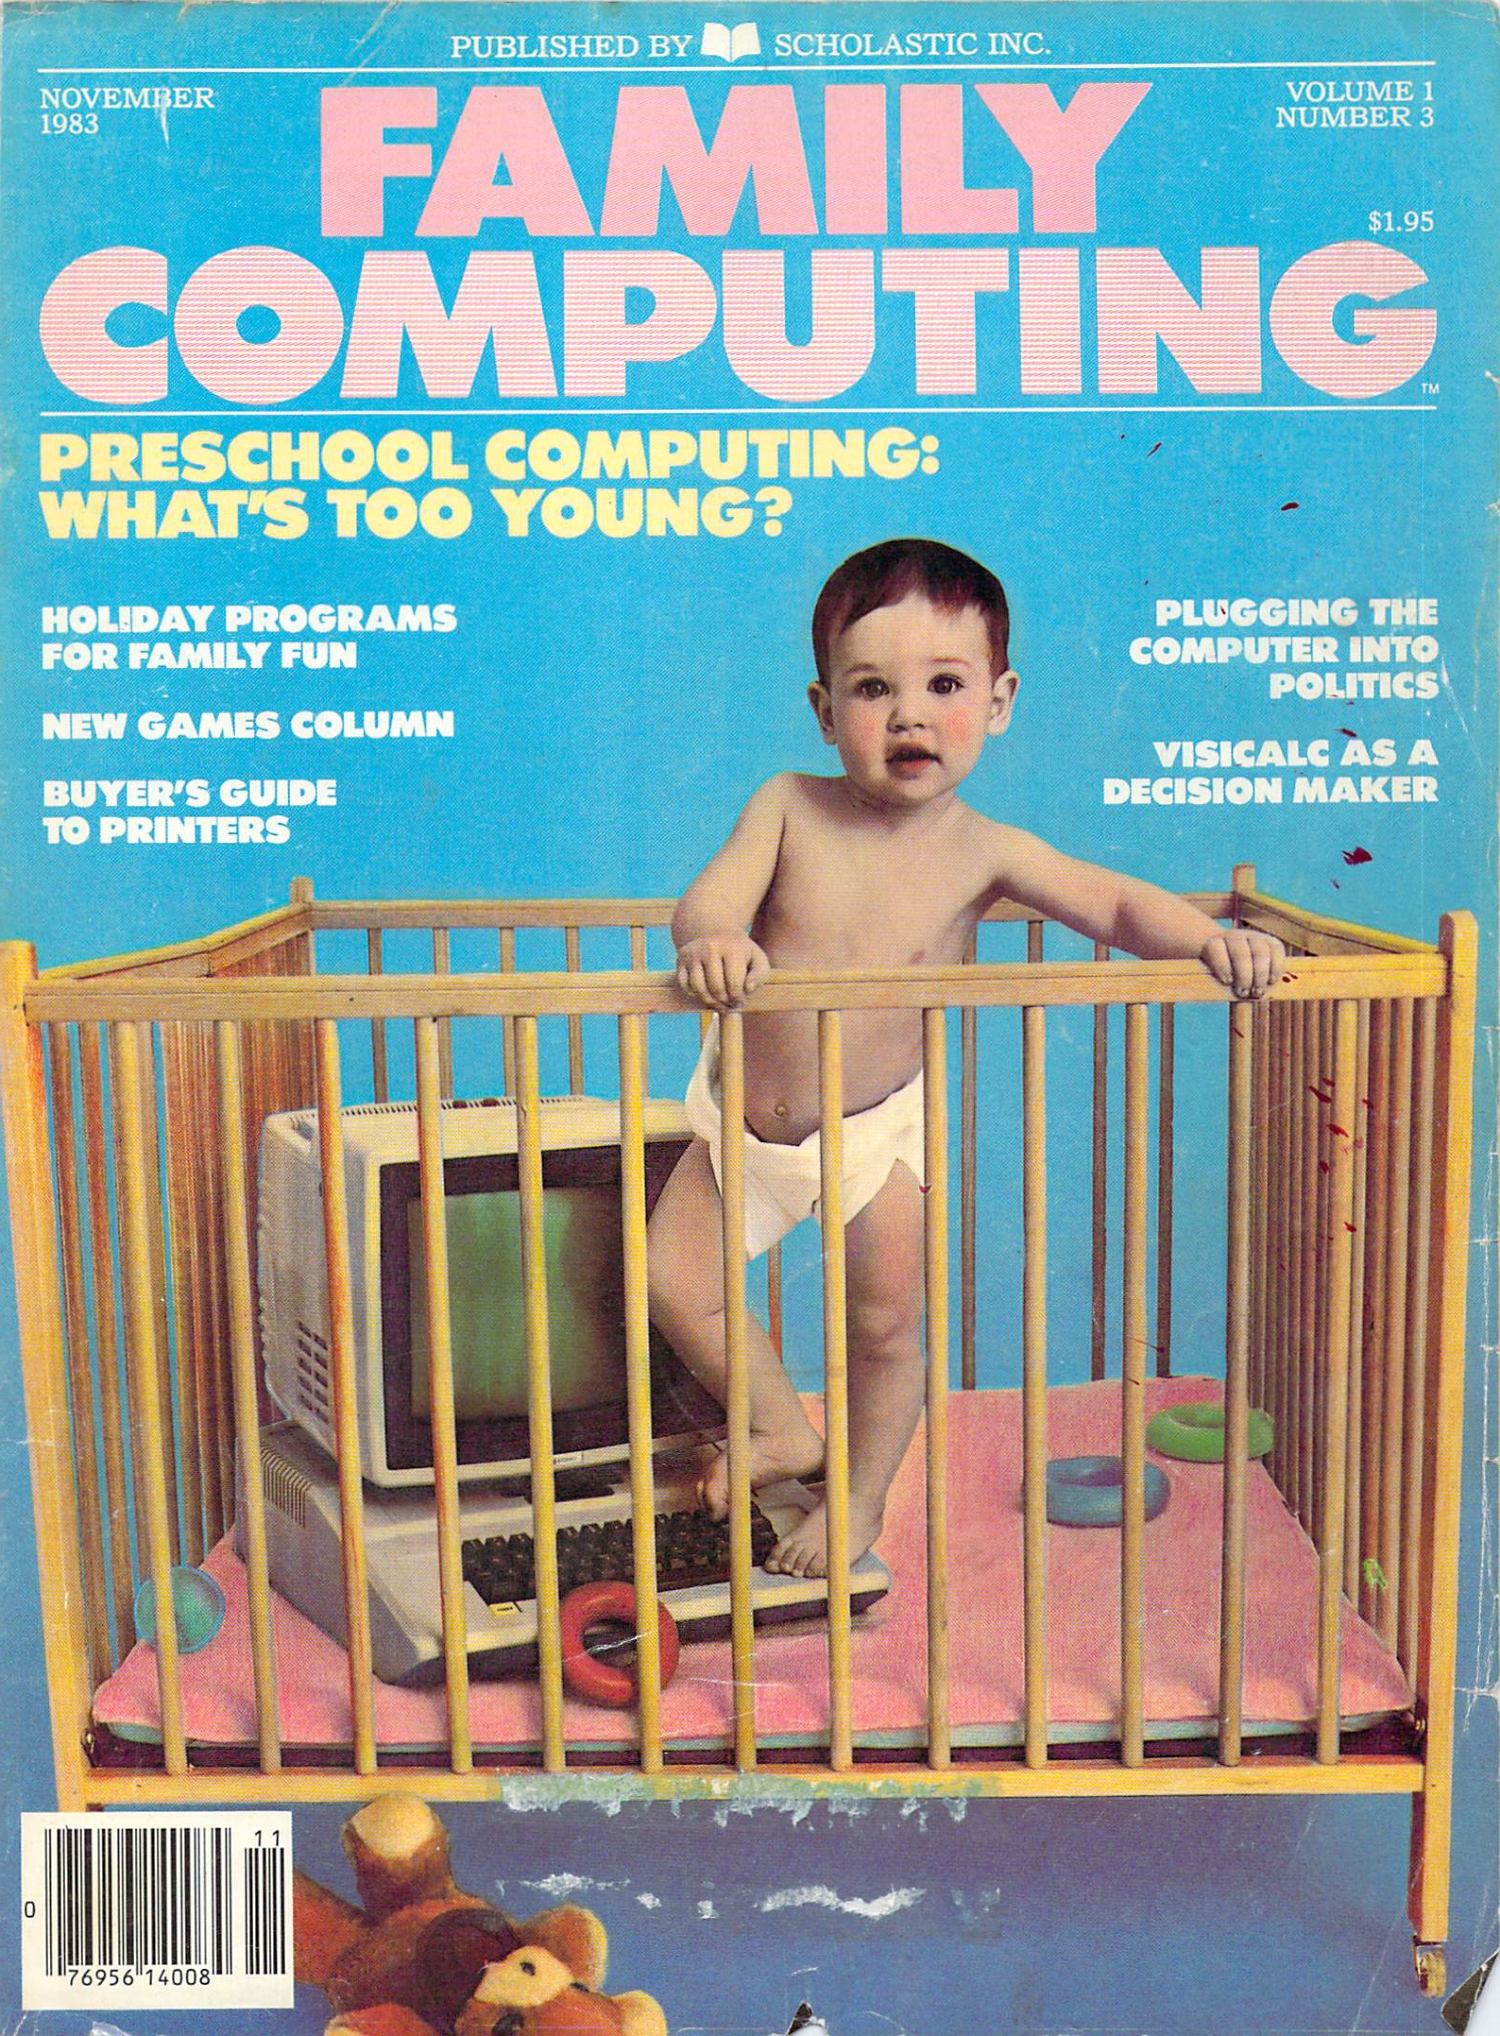 PUBLISHED BY SCHOLASTIC INC.
NOVEMBER
1983
VOLUME 1
NUMBER 3
FAMILY
$1.95
COMPUTING
TM
PRESCHOOL COMPUTING:
WHAT'S TOO YOUNG?
HOLIDAY PROGRAMS
FOR FAMILY FUN
NEW GAMES COLUMN
BUYER'S GUIDE
TO PRINTERS
PLUGGING THE
COMPUTER INTO
POLITICS
VISICALC AS A
DECISION MAKER
11
0
76956 14008